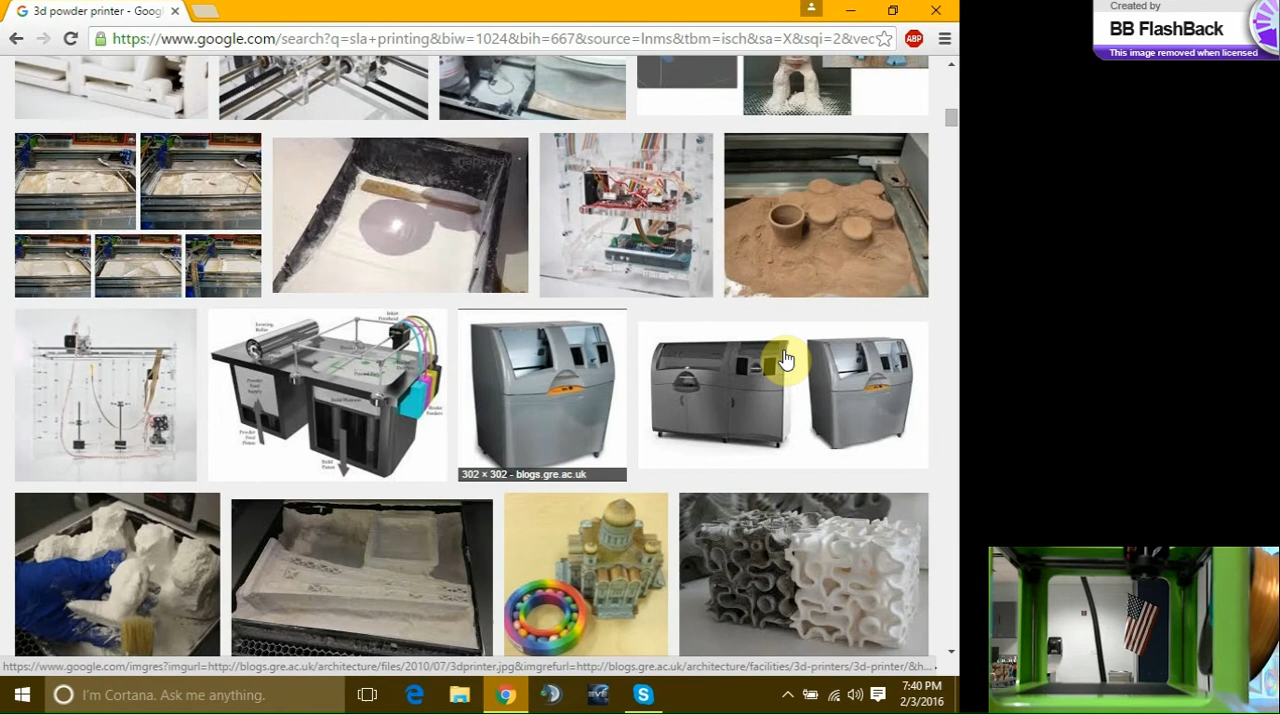 3d powder printer - Goog
https://www.google.com/search?q=sla+printing&biw=1024&bih=667&source=lnms&tbm=isch&sa=X&sqi=2&vec
ABP
Created by
BB FlashBack
This image removed when licensed
302 × 302 - blogs.gre.ac.uk
https://www.google.com/imgres?imgurl=http://blogs.gre.ac.uk/architecture/files/2010/07/3dprinter.jpg&imgrefurl=http://blogs.gre.ac.uk/architecture/facilities/3d-printers/3d-printer/&h...
I'm Cortana. Ask me anything.
7:40 PM
2/3/2016